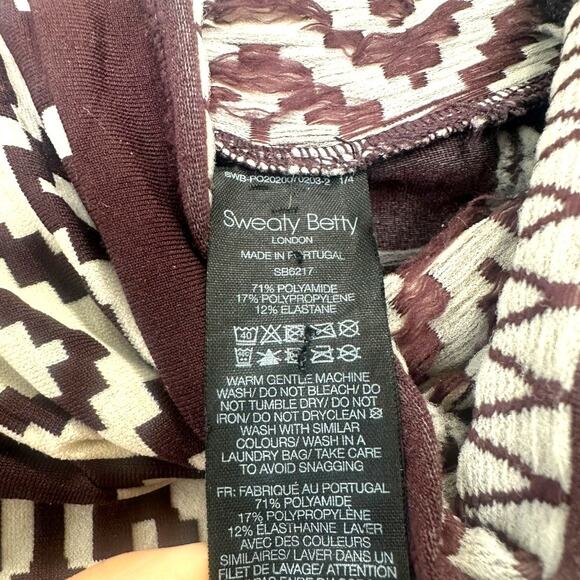 SWB-PO2020070203-2 1/4
Sweaty Betty
LONDON
MADE IN PORTUGAL
SB6217
71% POLYAMIDE
17% POLYPROPYLENE
12% ELASTANE
40
WARM GENTLE MACHINE
WASH/ DO NOT BLEACH/ DO
NOT TUMBLE DRY/ DO NOT
IRON/ DO NOT DRYCLEAN
WASH WITH SIMILAR
COLOURS/ WASH IN A
LAUNDRY BAG/ TAKE CARE
TO AVOID SNAGGING
FR: FABRIQUÉ AU PORTUGAL
71% POLYAMIDE
17% POLYPROPYLÈNE
12% ÉLASTHANNE LAVER
AVEC DES COULEURS
SIMILAIRES/ LAVER DANS UN
FILET DE LAVAGE/ ATTENTION